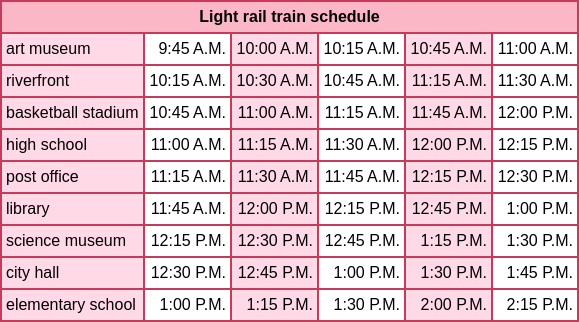 Light rail train schedule
art museum 9:45 A.M. 10:00 A.M. 10:15 A.M. 10:45 A.M. 11:00 A.M.
riverfront 10:15 A.M. 10:30 A.M. 10:45 A.M. 11:15 A.M. 11:30 A.M.
basketball stadium 10:45 A.M. 11:00 A.M. 11:15 A.M. 11:45 A.M. 12:00 P.M.
high school 11:00 A.M. 11:15 A.M. 11:30 A.M. 12:00 P.M. 12:15 P.M.
post office 11:15 A.M. 11:30 A.M. 11:45 A.M. 12:15 P.M. 12:30 P.M.
library 11:45 A.M. 12:00 P.M. 12:15 P.M. 12:45 P.M. 1:00 P.M.
science museum 12:15 P.M. 12:30 P.M. 12:45 P.M. 1:15 P.M. 1:30 P.M.
city hall 12:30 P.M. 12:45 P.M. 1:00 P.M. 1:30 P.M. 1:45 P.M.
elementary school 1:00 P.M. 1:15 P.M. 1:30 P.M. 2:00 P.M. 2:15 P.M.